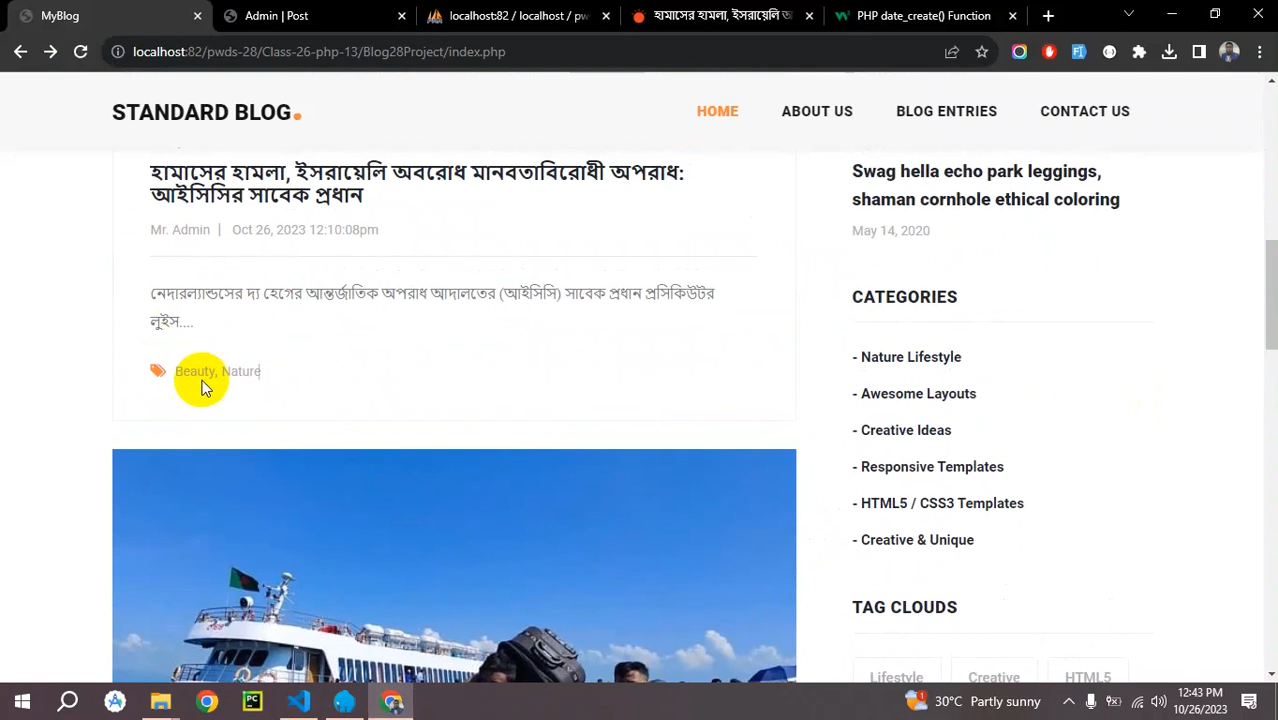 MyBlog
Admin | Post
localhost:82 / localhost / pw
হামাসের হামলা, ইসরায়েলি অ
PHP date_create() Function
localhost:82/pwds-28/Class-26-php-13/Blog28Project/index.php
STANDARD BLOG.
HOME
ABOUT US
BLOG ENTRIES
CONTACT US
হামাসের হামলা, ইসরায়েলি অবরোধ মানবতাবিরোধী অপরাধ:
আইসিসির সাবেক প্রধান
Mr. Admin | Oct 26, 2023 12:10:08pm
নেদারল্যান্ডসের দ্য হেগের আন্তর্জাতিক অপরাধ আদালতের (আইসিসি) সাবেক প্রধান প্রসিকিউটর
লুইস....
Beauty, Nature
Swag hella echo park leggings,
shaman cornhole ethical coloring
May 14, 2020
CATEGORIES
- Nature Lifestyle
- Awesome Layouts
- Creative Ideas
- Responsive Templates
- HTML5 / CSS3 Templates
- Creative & Unique
TAG CLOUDS
Lifestyle
Creative
HTML5
30°C Partly sunny
12:43 PM
10/26/2023